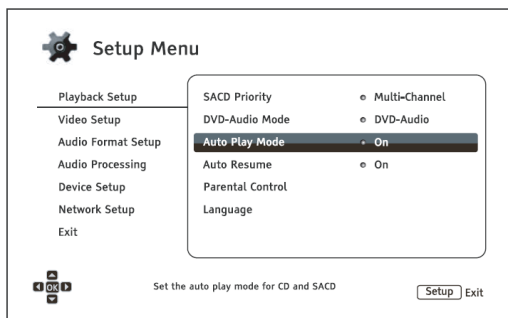 Setup Menu
Playback Setup
Video Setup
Audio Format Setup
Audio Processing
Device Setup
Network Setup
Exit
SACD Priority Multi-Channel
DVD-Audio Mode DVD-Audio
Auto Play Mode On
Auto Resume On
Parental Control
Language
OK
Set the auto play mode for CD and SACD
Setup Exit